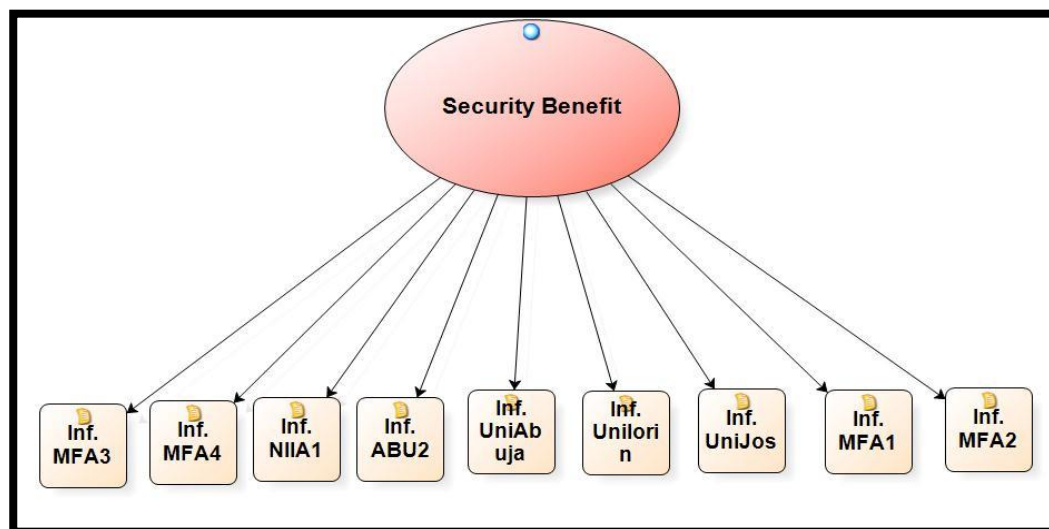 Security Benefit
Inf.
MFA3
Inf.
MFA4
Inf.
NIIA1
Inf.
ABU2
Inf.
UniAb
uja
Inf.
Unilori
n
Inf.
UniJos
Inf.
MFA1
Inf.
MFA2